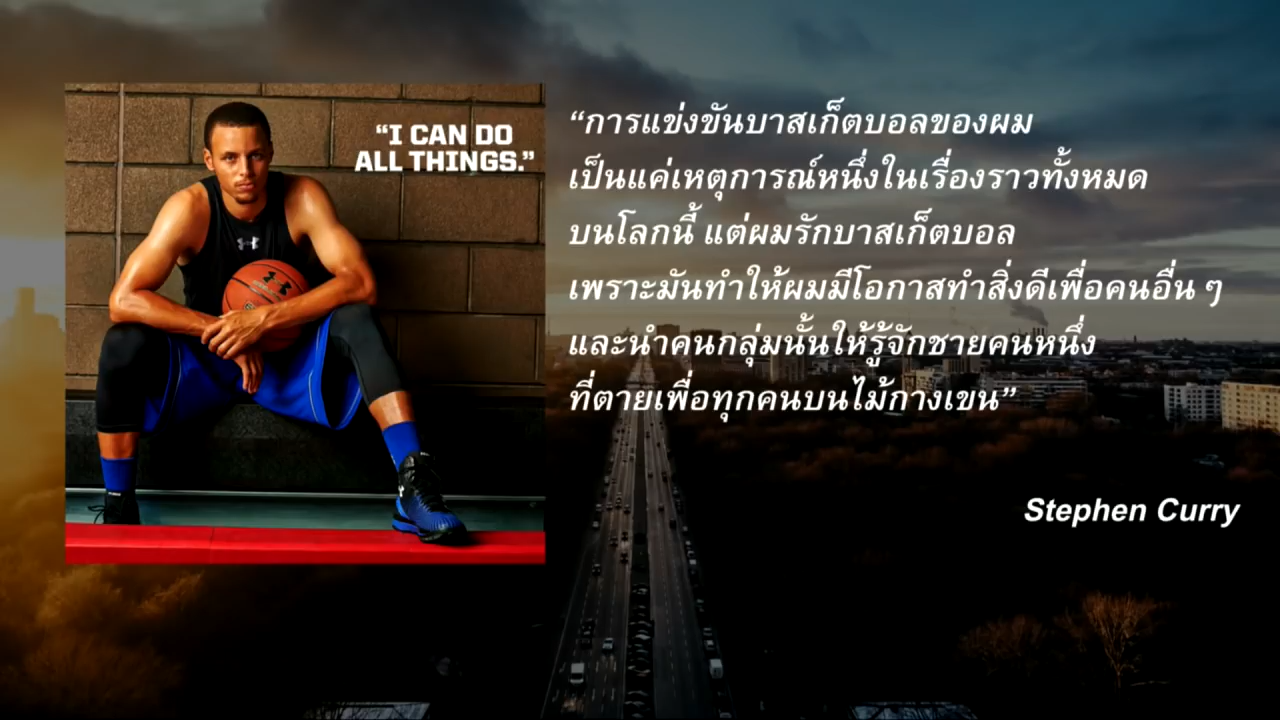 “I CAN DO
ALL THINGS.”
“การแข่งขันบาสเก็ตบอลของผม
เป็นแค่เหตุการณ์หนึ่งในเรื่องราวทั้งหมด
บนโลกนี้ แต่ผมรักบาสเก็ตบอล
เพราะมันทำให้ผมมีโอกาสทำสิ่งดีเพื่อคนอื่น ๆ
และนำคนกลุ่มนั้นให้รู้จักชายคนหนึ่ง
ที่ตายเพื่อทุกคนบนไม้กางเขน”
Stephen Curry